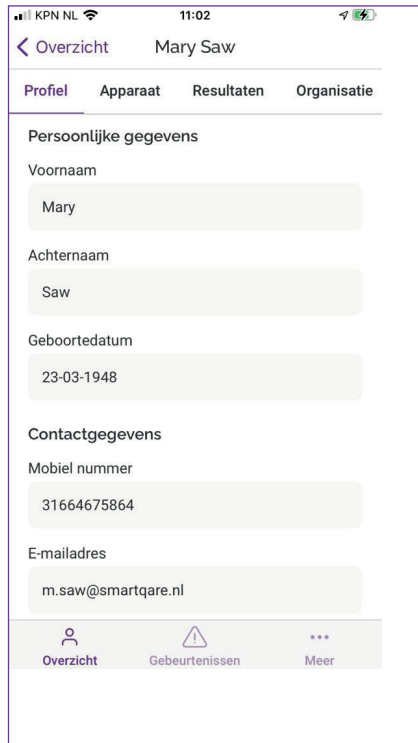 KPN NL 11:02
Overzicht Mary Saw
Profiel Apparaat Resultaten Organisatie
Persoonlijke gegevens
Voornaam
Mary
Achternaam
Saw
Geboortedatum
23-03-1948
Contactgegevens
Mobiel nummer
31664675864
E-mailadres
m.saw@smartqare.nl
Overzicht Gebeurtenissen Meer